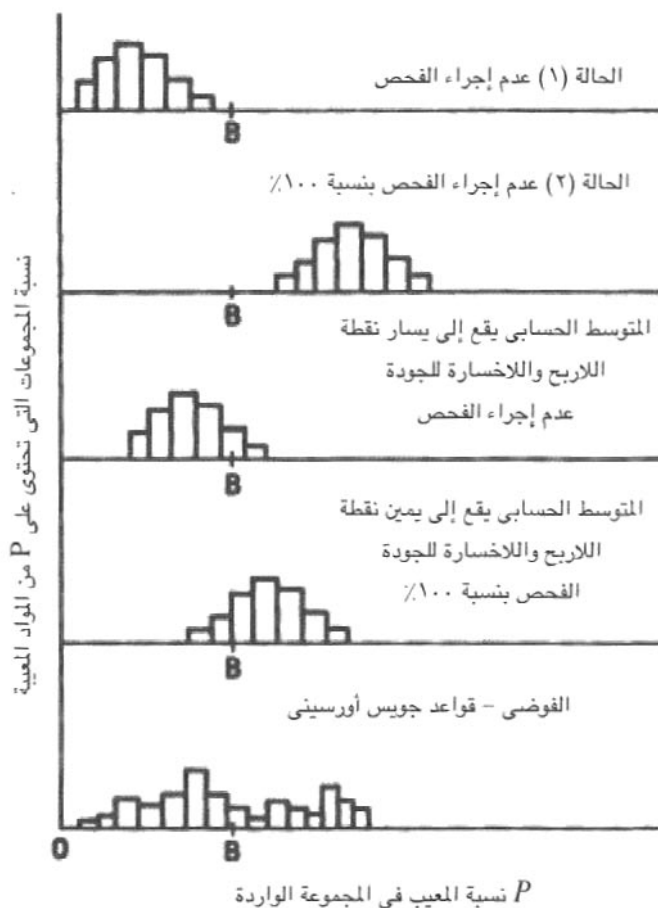 الحالة (١) عدم إجراء الفحص
B
الحالة (٢) عدم إجراء الفحص بنسبة ١٠٠٪
B
المتوسط الحسابى يقع إلى يسار نقطة
اللاربح واللاخسارة للجودة
عدم إجراء الفحص
B
المتوسط الحسابى يقع إلى يمين نقطة
اللاربح واللاخسارة للجودة
الفحص بنسبة ١٠٠٪
B
الفوضى – قواعد جويس أورسينى
0
B
P نسبة المعيب فى المجموعة الواردة
نسبة المجموعات التى تحتوى على P من المواد المعيبة